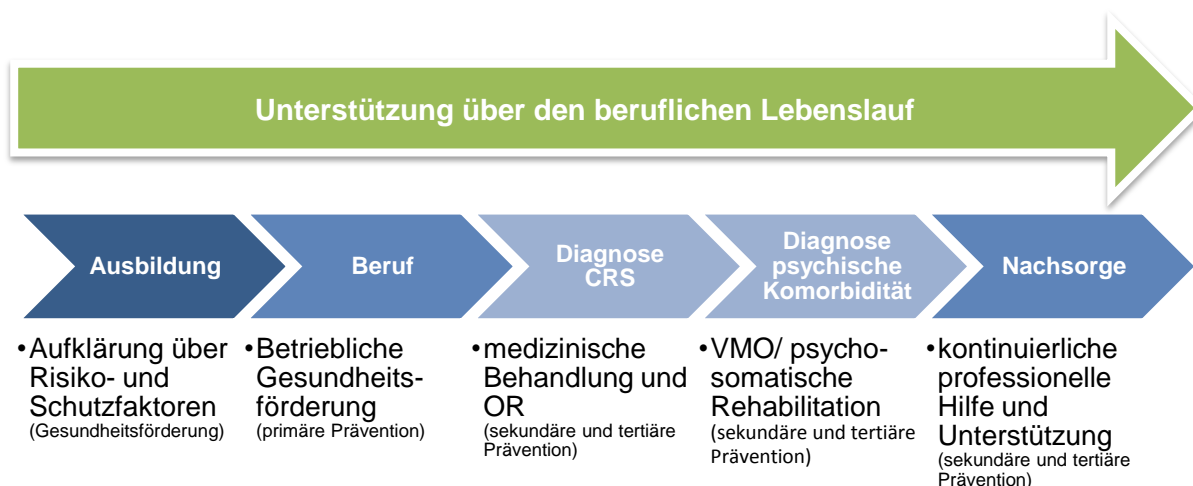 Unterstützung über den beruflichen Lebenslauf
Ausbildung
Beruf
Diagnose
CRS
Diagnose
psychische
Komorbidität
Nachsorge
•Aufklärung über
Risiko- und
Schutzfaktoren
(Gesundheitsförderung)
•Betriebliche
Gesundheits-
förderung
(primäre Prävention)
•medizinische
Behandlung und
OR
(sekundäre und tertiäre
Prävention)
•VMO/ psycho-
somatische
Rehabilitation
(sekundäre und tertiäre
Prävention)
•kontinuierliche
professionelle
Hilfe und
Unterstützung
(sekundäre und tertiäre
Prävention)